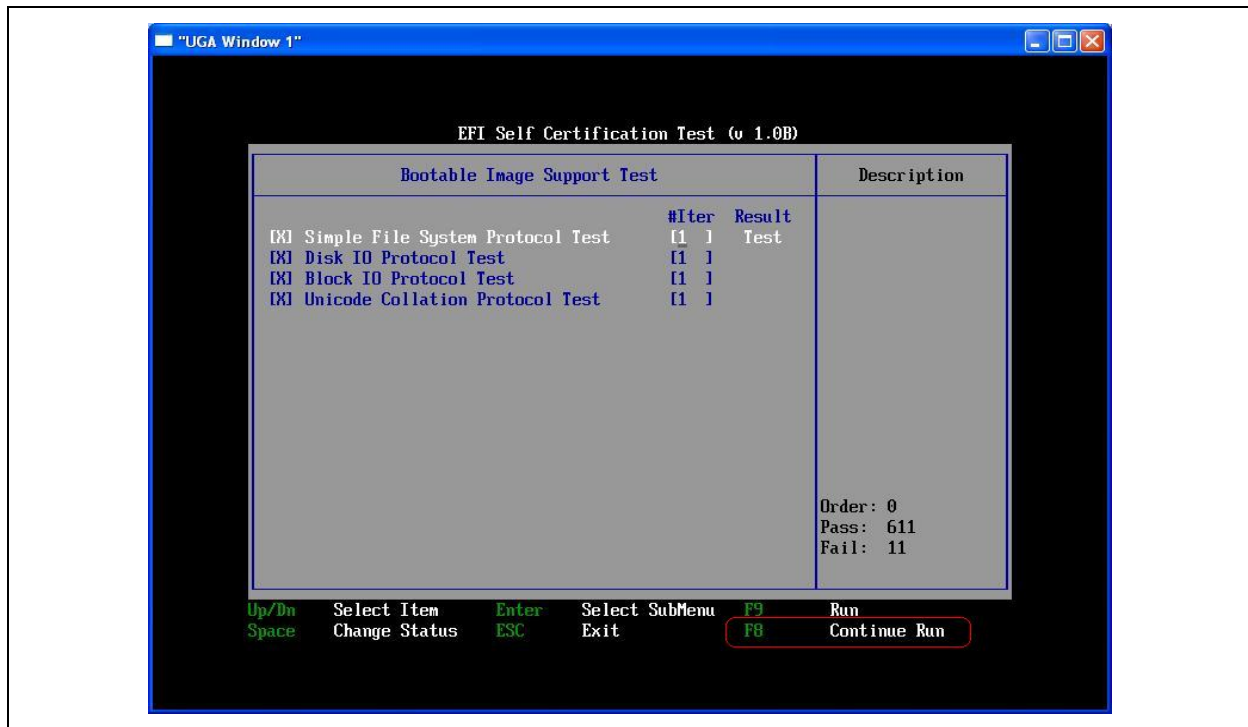 "UGA Window 1"
EFI Self Certification Test (v 1.0B)
Bootable Image Support Test
Description
#Iter Result
[X] Simple File System Protocol Test [1 ] Test
[X] Disk IO Protocol Test [1 ]
[X] Block IO Protocol Test [1 ]
[X] Unicode Collation Protocol Test [1 ]
Order: 0
Pass: 611
Fail: 11
Up/Dn Select Item Enter Select SubMenu F9 Run
Space Change Status ESC Exit F8 Continue Run